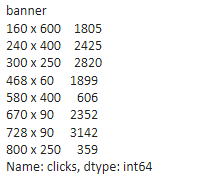 banner
160 x 600    1805
240 x 400    2425
300 x 250    2820
468 x 60    1899
580 x 400    606
670 x 90    2352
728 x 90    3142
800 x 250    359
Name: clicks, dtype: int64